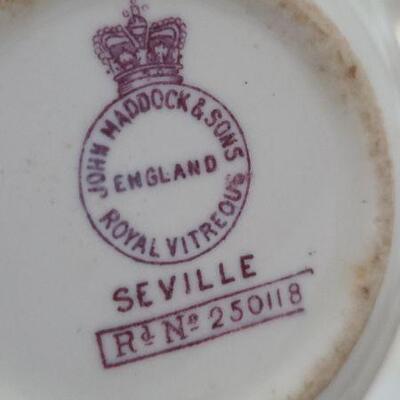 JOHN MADDOCK & SONS
ENGLAND
ROYAL VITREOUS
SEVILLE
Rd No 250118